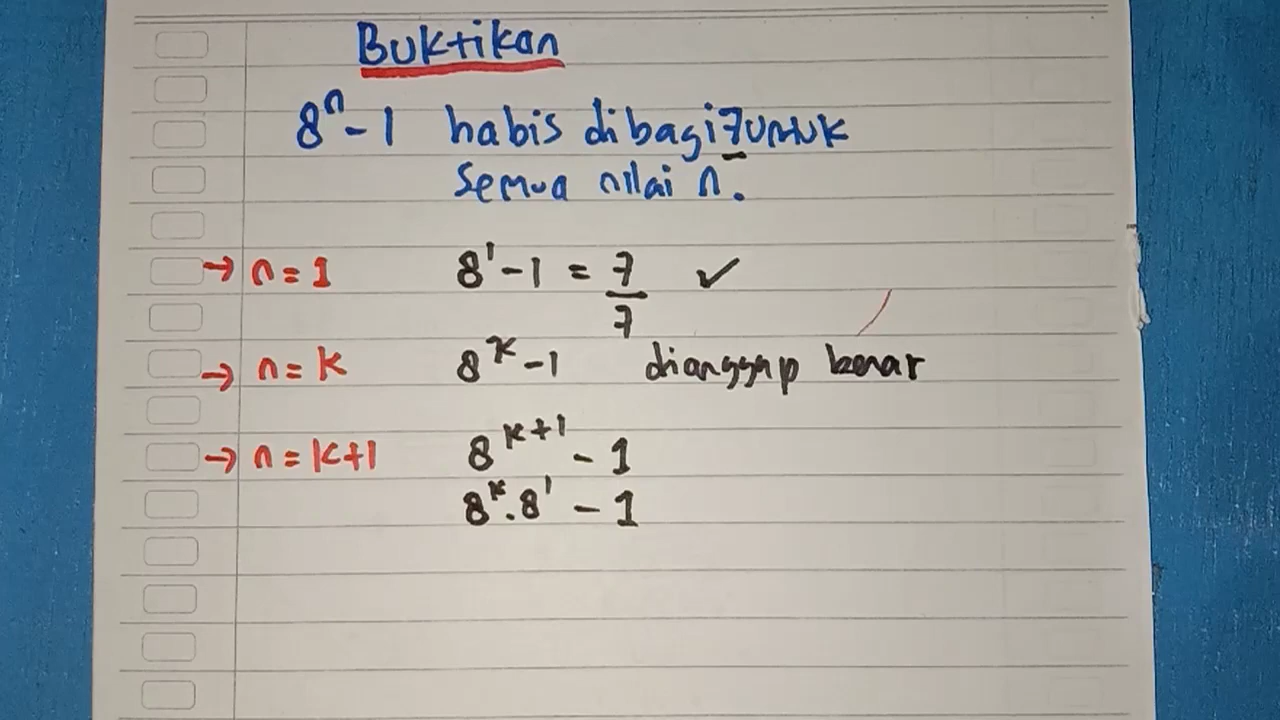 Buktikan
8ⁿ - 1 habis dibagi 7 untuk
semua nilai n.
→ n = 1 8¹ - 1 = 7/7 ✓
→ n = k 8ᵏ - 1 dianggap benar
→ n = k+1 8ᵏ⁺¹ - 1
8ᵏ . 8¹ - 1